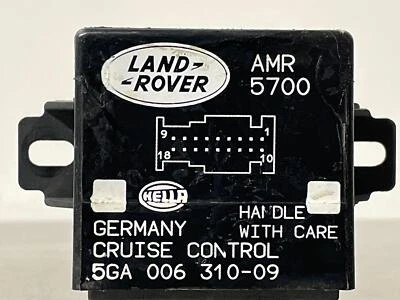 LAND-
-ROVER
AMR
5700
9 1
18 10
HELLA
HANDLE
GERMANY WITH CARE
CRUISE CONTROL
5GA 006 310-09